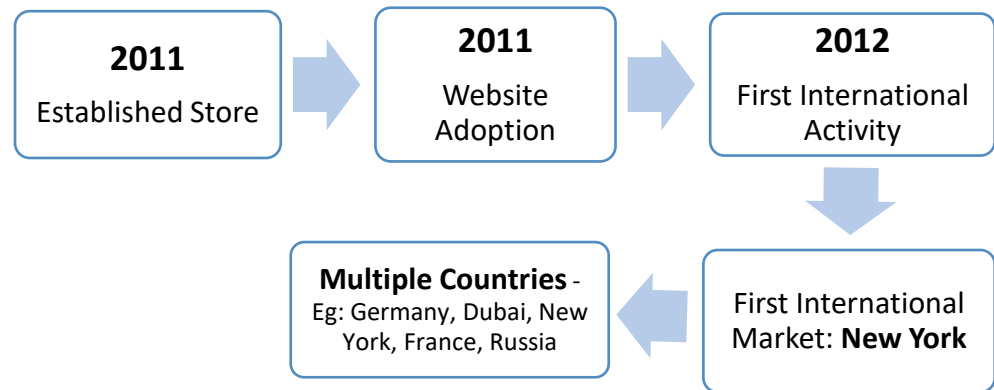 2011
Established Store
2011
Website
Adoption
2012
First International
Activity
First International
Market: New York
Multiple Countries -
Eg: Germany, Dubai, New
York, France, Russia